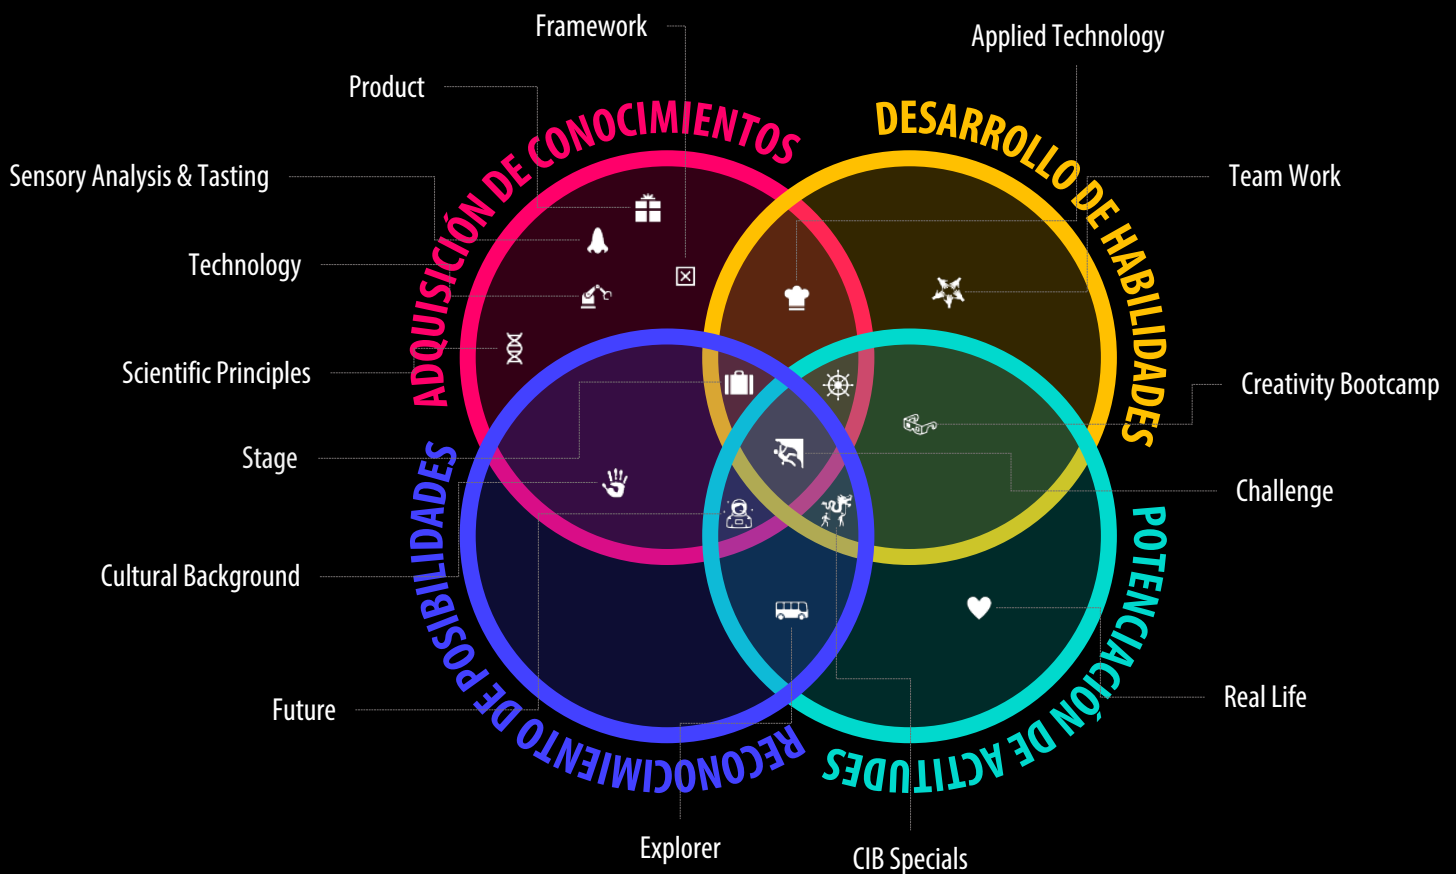 Framework
Applied Technology
Product
ADQUISICIÓN DE CONOCIMIENTOS
DESARROLLO DE HABILIDADES
Sensory Analysis & Tasting
Team Work
Technology
Scientific Principles
Creativity Bootcamp
Stage
Challenge
Cultural Background
RECONOCIMIENTO DE POSIBILIDADES
POTENCIACIÓN DE ACTITUDES
Future
Real Life
Explorer
CIB Specials